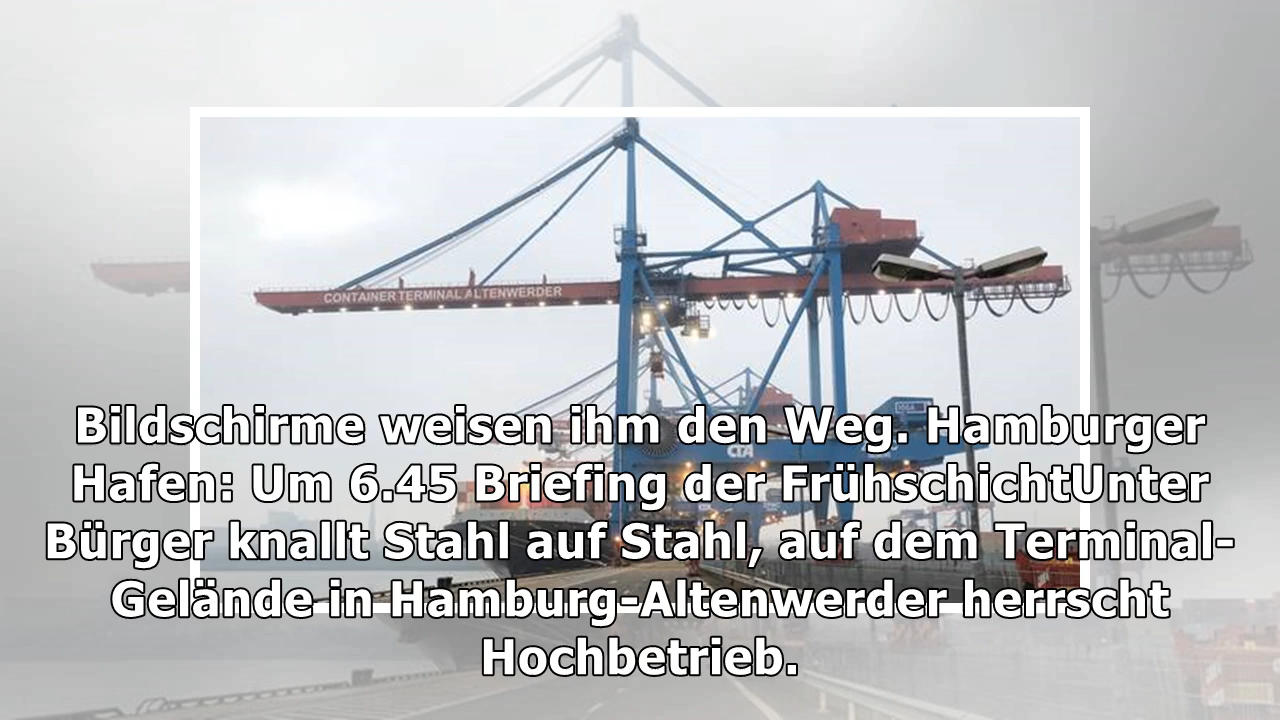 CONTAINER TERMINAL ALTENWERDER
Bildschirme weisen ihm den Weg. Hamburger
CTA
Hafen: Um 6.45 Briefing der FrühschichtUnter
Bürger knallt Stahl auf Stahl, auf dem Terminal-
Gelände in Hamburg-Altenwerder herrscht
Hochbetrieb.